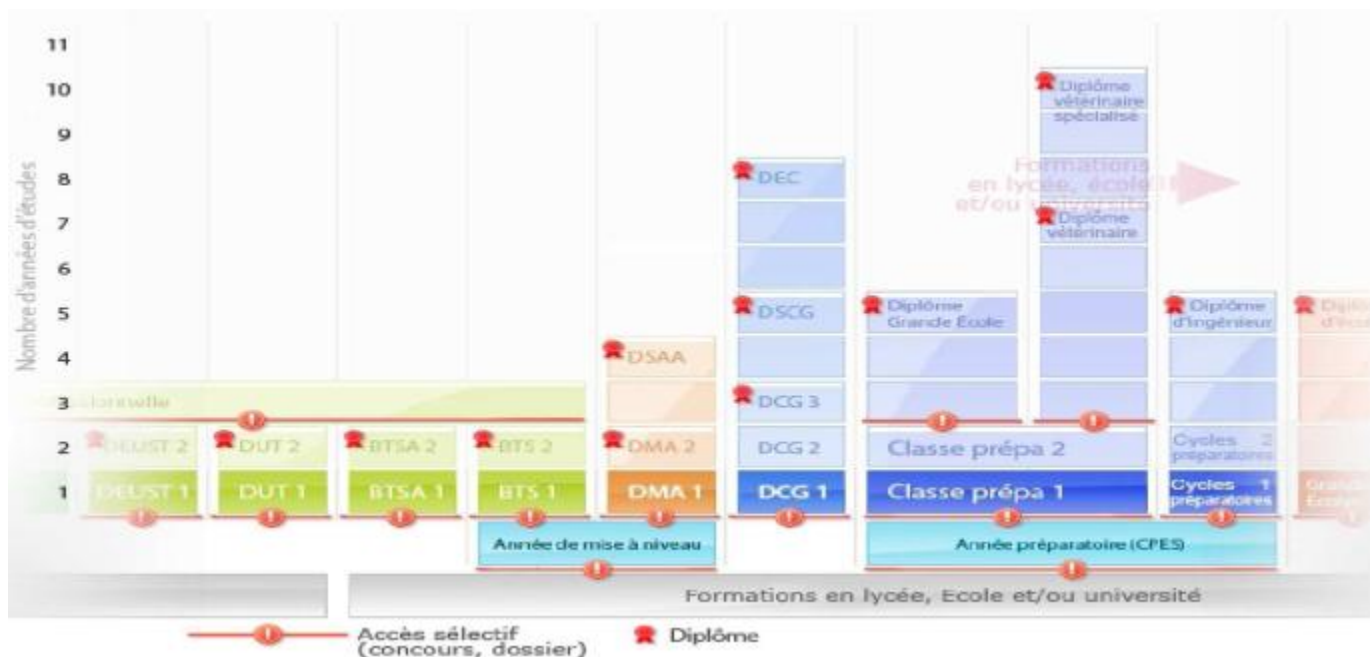 Nombre d'années d'études
11
10
9
8
7
6
5
4
3
2
1
Diplôme
vétérinaire
spécialisé
Formations
en lycée, école
et/ou université
DEC
Diplôme
vétérinaire
DSCG
Diplôme
Grande École
Diplôme
d'ingénieur
DSAA
DCG 3
DEUST 2
DUT 2
BTSA 2
BTS 2
DMA 2
DCG 2
Classe prépa 2
Cycles 2
préparatoires
DEUST 1
DUT 1
BTSA 1
BTS 1
DMA 1
DCG 1
Classe prépa 1
Cycles 1
préparatoires
Année de mise à niveau
Année préparatoire (CPES)
Formations en lycée, Ecole et/ou université
Accès sélectif
(concours, dossier)
Diplôme